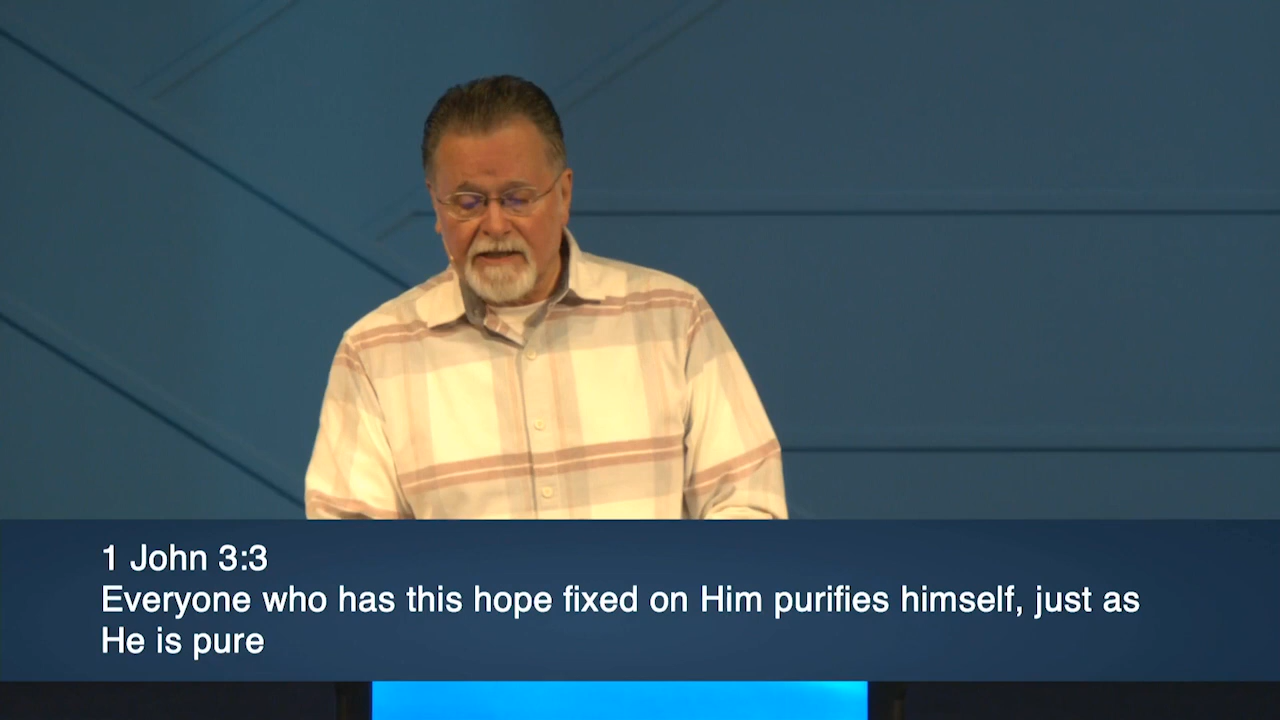 1 John 3:3
Everyone who has this hope fixed on Him purifies himself, just as
He is pure